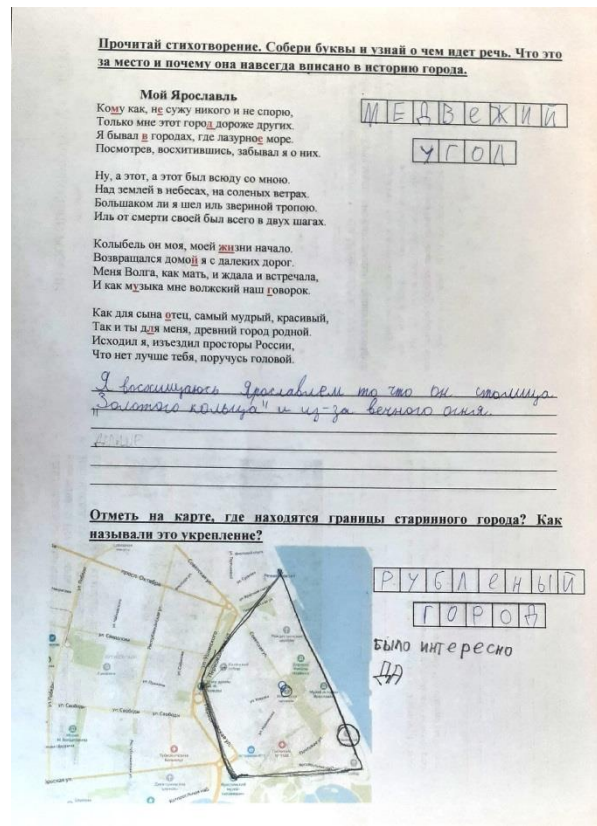 Прочитай стихотворение. Собери буквы и узнай о чем идет речь. Что это
за место и почему она навсегда вписано в историю города.
Мой Ярославль
Кому как, не сужу никого и не спорю,
Только мне этот город дороже других.
Я бывал в городах, где лазурное море.
Посмотрев, восхитившись, забывал я о них.
Ну, а этот, а этот был всюду со мною.
Над землей в небесах, на соленых ветрах.
Большаком ли я шел иль звериной тропою.
Иль от смерти своей был всего в двух шагах.
Колыбель он моя, моей жизни начало.
Возвращался домой я с далеких дорог.
Меня Волга, как мать, и ждала и встречала,
И как музыка мне волжский наш говорок.
Как для сына отец, самый мудрый, красивый,
Так и ты для меня, древний город родной.
Исходил я, изъездил просторы России,
Что нет лучше тебя, поручусь головой.
МЕДВеЖИЙ
УГОЛ
Я восхищаюсь Ярославлем то что он столица
"Золотого кольца" и из-за вечного огня.
Отметь на карте, где находятся границы старинного города? Как
называли это укрепление?
РУБЛеНЫЙ
ГОРОД
было интересно
ДА